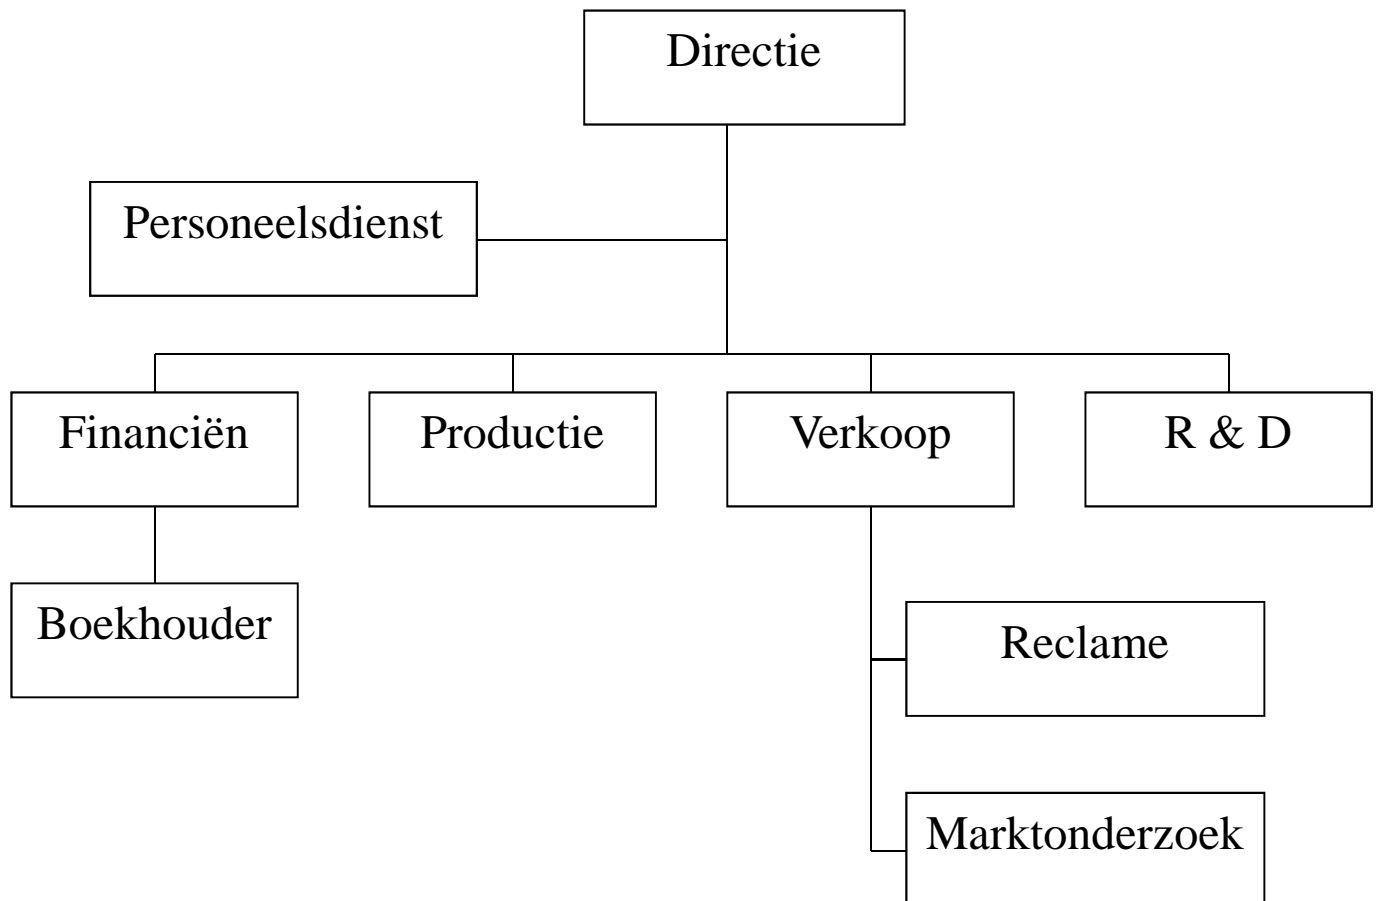 Directie
Personeelsdienst
Financiën
Productie
Verkoop
R & D
Boekhouder
Reclame
Marktonderzoek